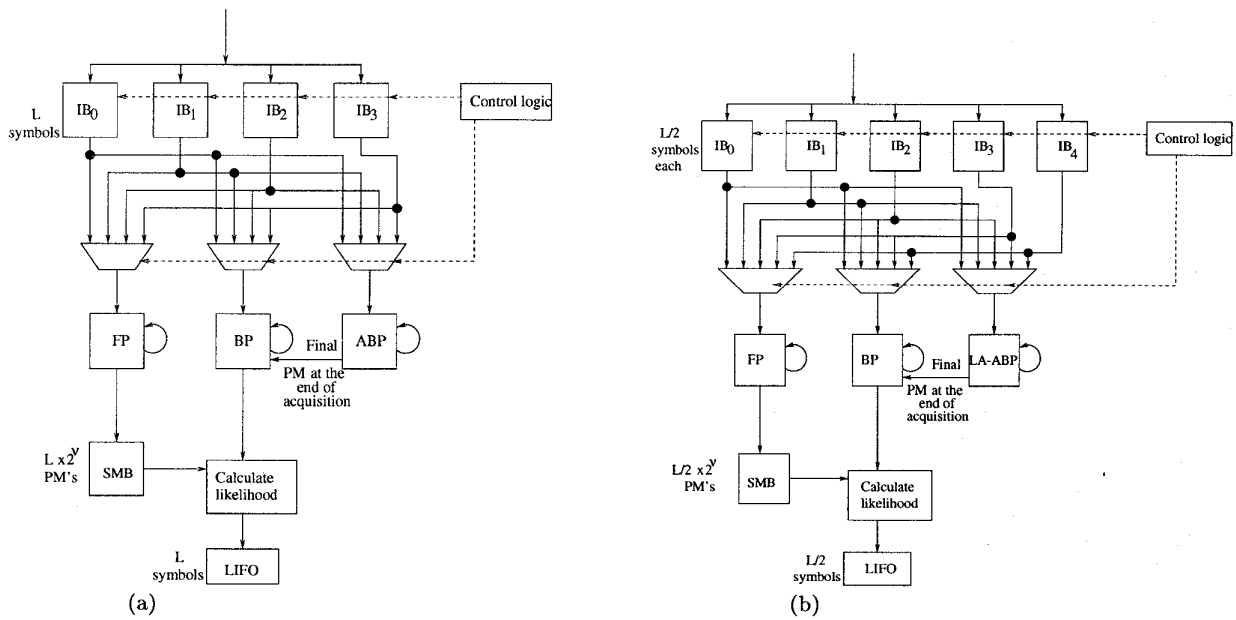 L
symbols
IB0
IB1
IB2
IB3
Control logic
FP
BP
ABP
Final
PM at the
end of
acquisition
L x2ν
PM's
SMB
Calculate
likelihood
L
symbols
LIFO
(a)
L/2
symbols
each
IB0
IB1
IB2
IB3
IB4
Control logic
FP
BP
LA-ABP
Final
PM at the
end of
acquisition
L/2 x2ν
PM's
SMB
Calculate
likelihood
L/2
symbols
LIFO
(b)